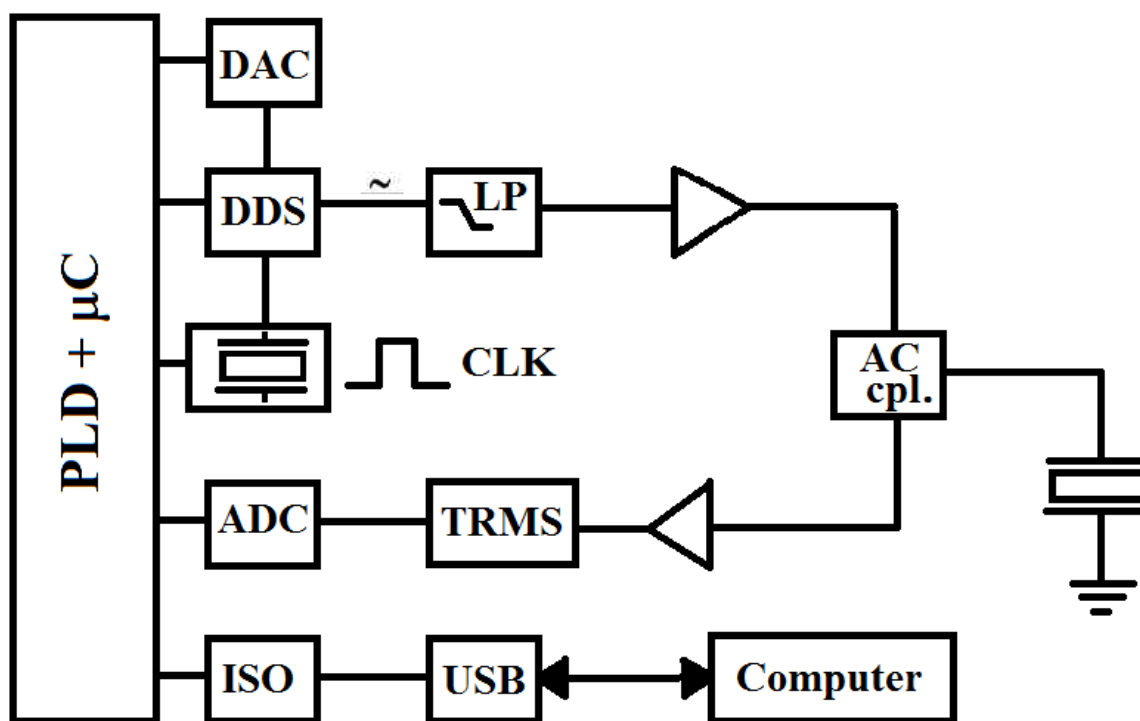 PLD + µC
DAC
DDS
~
LP
CLK
AC
cpl.
ADC
TRMS
ISO
USB
Computer